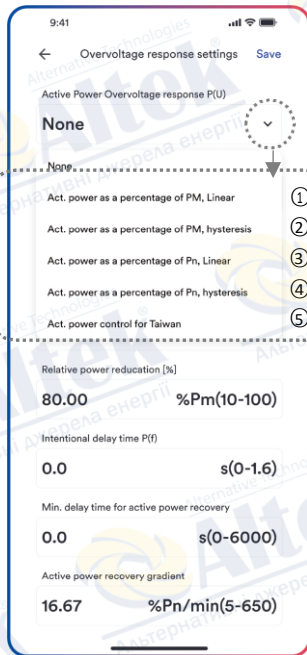 9:41
Overvoltage response settings Save
Active Power Overvoltage response P(U)
None
None
Act. power as a percentage of PM, Linear ①
Act. power as a percentage of PM, hysteresis ②
Act. power as a percentage of Pn, Linear ③
Act. power as a percentage of Pn, hysteresis ④
Act. power control for Taiwan ⑤
Relative power reducation [%]
80.00 %Pm(10-100)
Intentional delay time P(f)
0.0 s(0-1.6)
Min. delay time for active power recovery
0.0 s(0-6000)
Active power recovery gradient
16.67 %Pn/min(5-650)